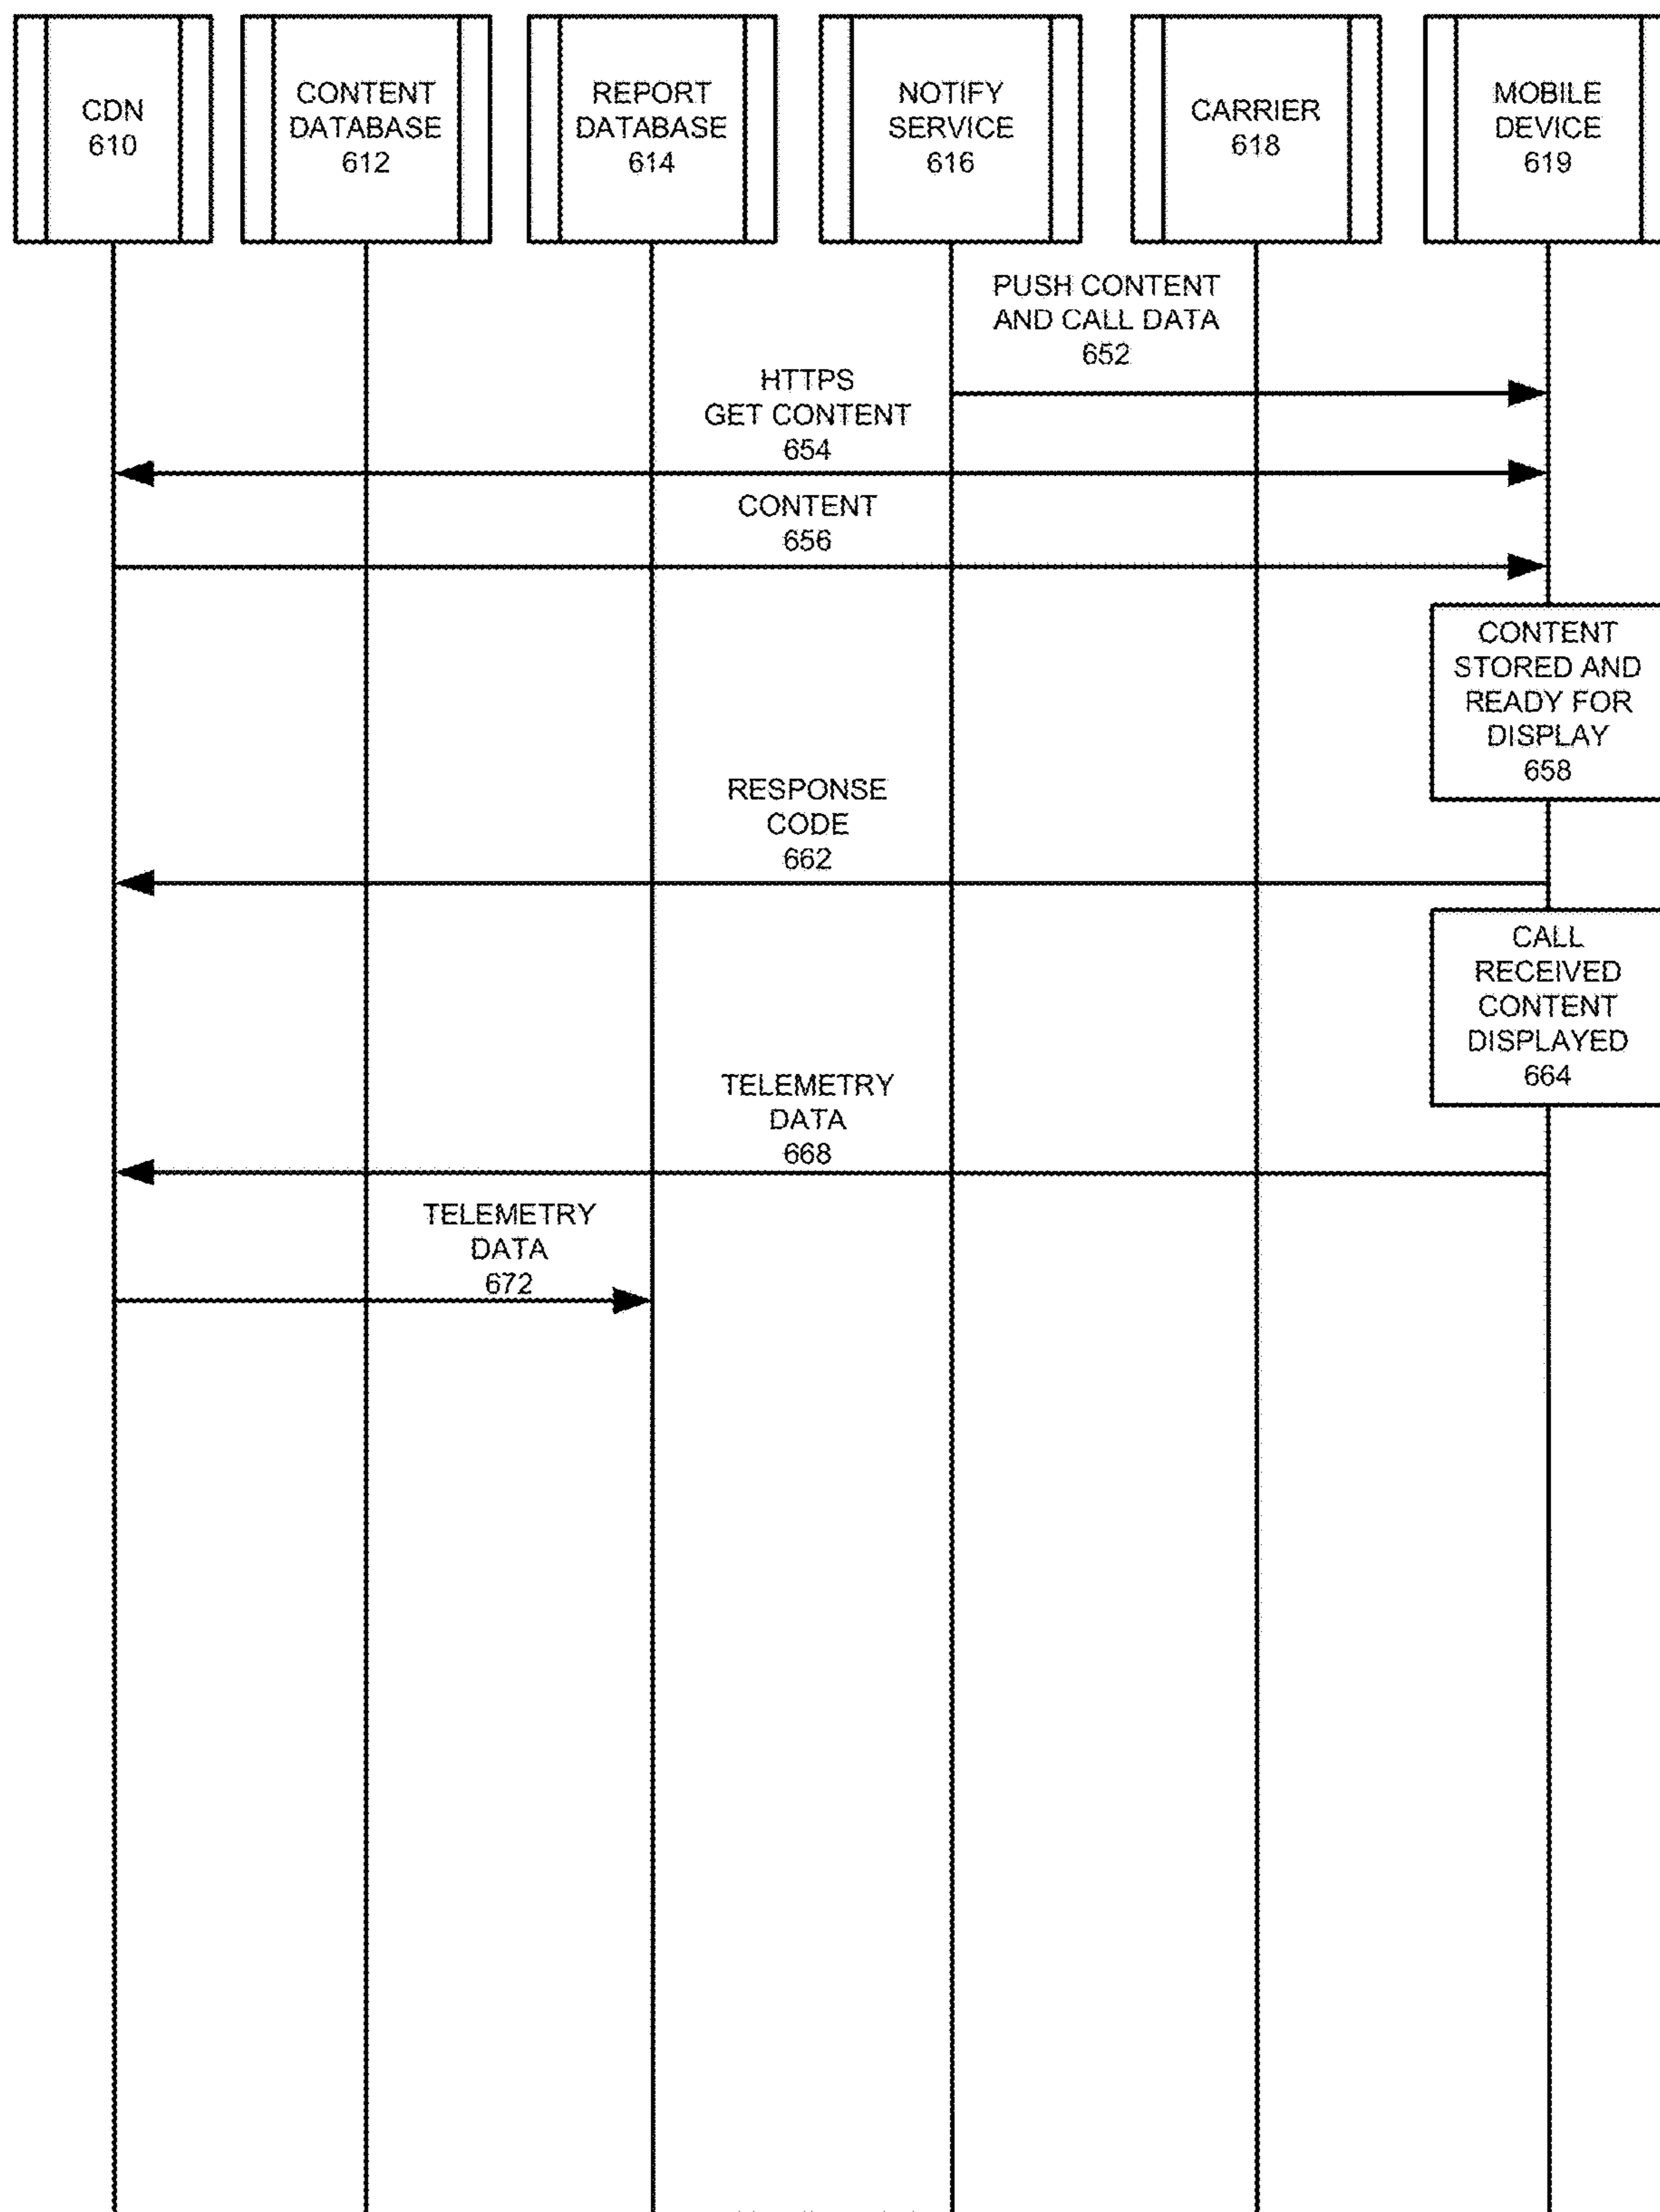 CDN
610
CONTENT
DATABASE
612
REPORT
DATABASE
614
NOTIFY
SERVICE
616
CARRIER
618
MOBILE
DEVICE
619
PUSH CONTENT
AND CALL DATA
652
HTTPS
GET CONTENT
654
CONTENT
656
CONTENT
STORED AND
READY FOR
DISPLAY
658
RESPONSE
CODE
662
CALL
RECEIVED
CONTENT
DISPLAYED
664
TELEMETRY
DATA
668
TELEMETRY
DATA
672